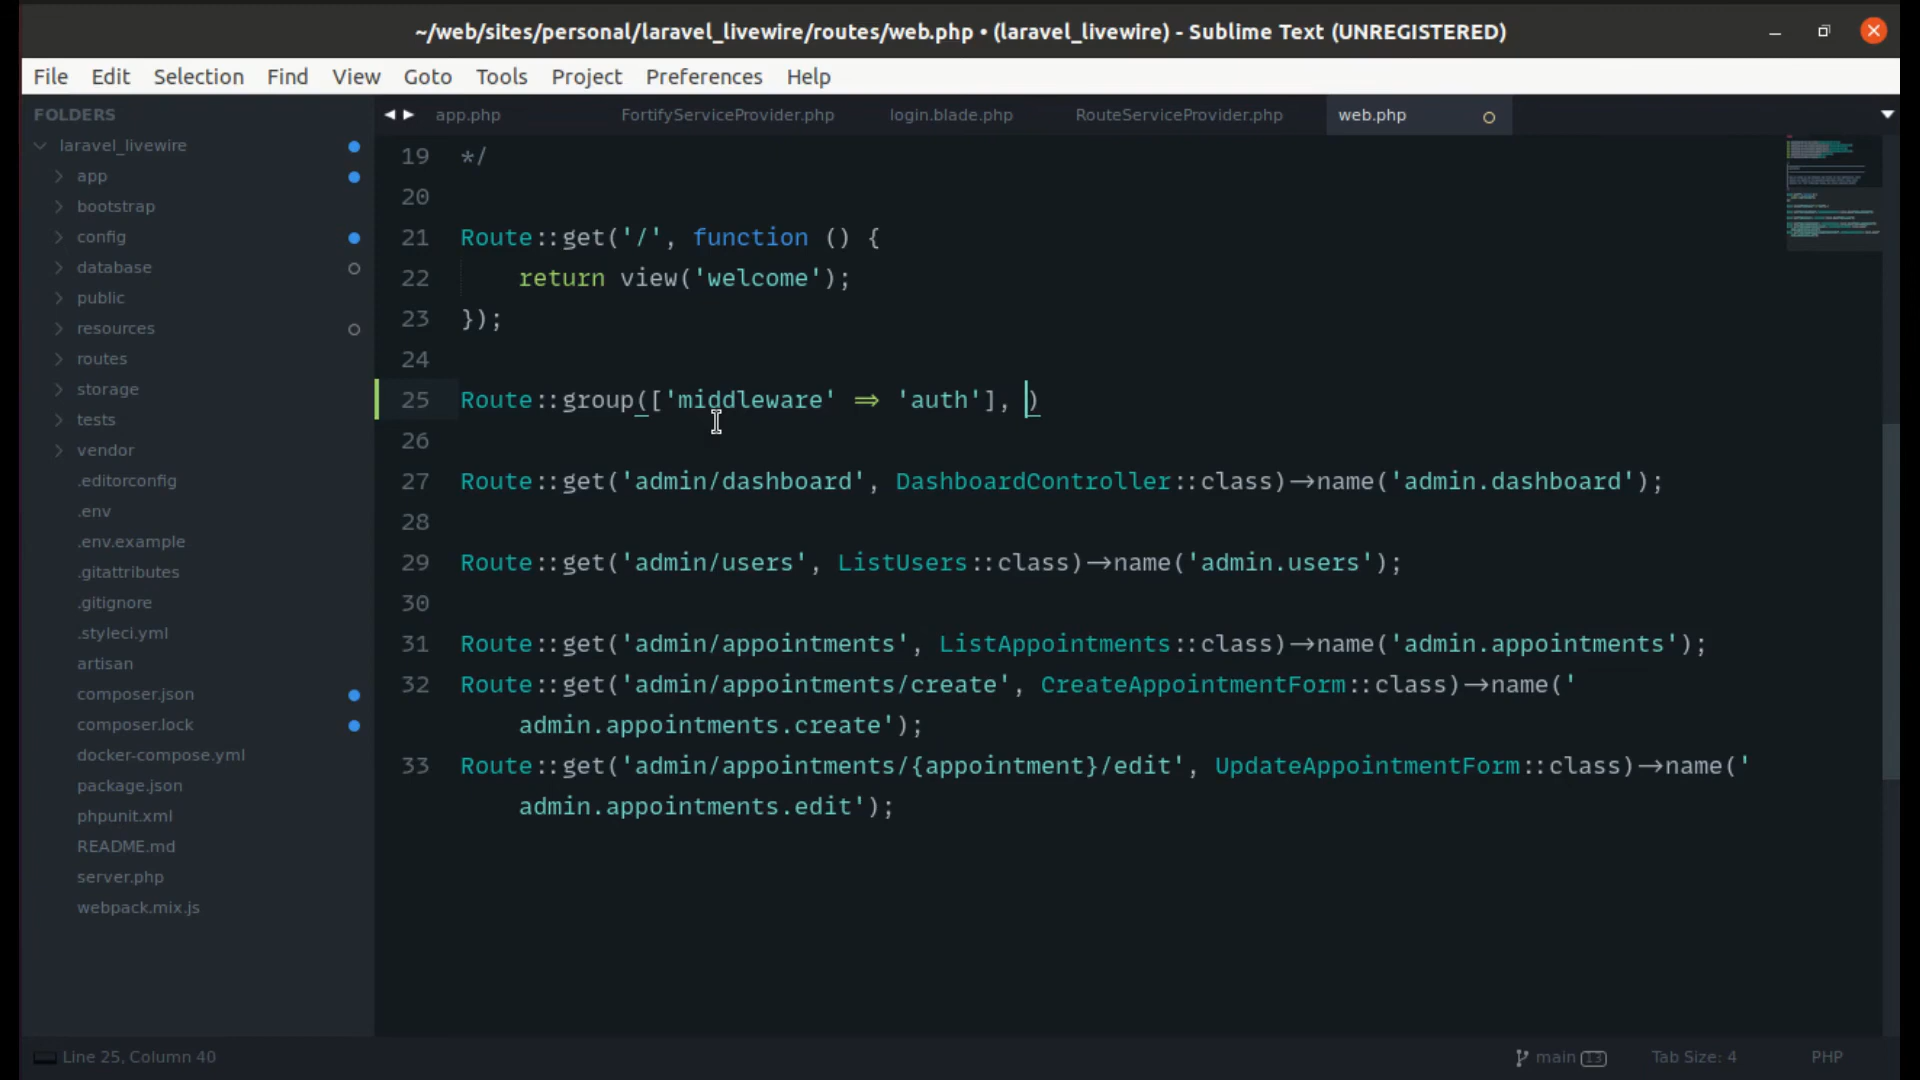 ~/web/sites/personal/laravel_livewire/routes/web.php • (laravel_livewire) - Sublime Text (UNREGISTERED)
File Edit Selection Find View Goto Tools Project Preferences Help
FOLDERS
laravel_livewire
app
bootstrap
config
database
public
resources
routes
storage
tests
vendor
.editorconfig
.env
.env.example
.gitattributes
.gitignore
.styleci.yml
artisan
composer.json
composer.lock
docker-compose.yml
package.json
phpunit.xml
README.md
server.php
webpack.mix.js
app.php FortifyServiceProvider.php login.blade.php RouteServiceProvider.php web.php
19 */
20
21 Route::get('/', function () {
22     return view('welcome');
23 });
24
25 Route::group(['middleware' => 'auth'], )
26
27 Route::get('admin/dashboard', DashboardController::class)->name('admin.dashboard');
28
29 Route::get('admin/users', ListUsers::class)->name('admin.users');
30
31 Route::get('admin/appointments', ListAppointments::class)->name('admin.appointments');
32 Route::get('admin/appointments/create', CreateAppointmentForm::class)->name('
admin.appointments.create');
33 Route::get('admin/appointments/{appointment}/edit', UpdateAppointmentForm::class)->name('
admin.appointments.edit');
Line 25, Column 40 main 13 Tab Size: 4 PHP